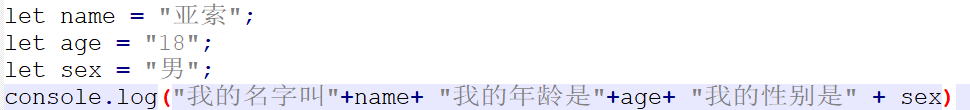 let name = "亚索";
let age = "18";
let sex = "男";
console.log("我的名字叫"+name+ "我的年龄是"+age+ "我的性别是" + sex)